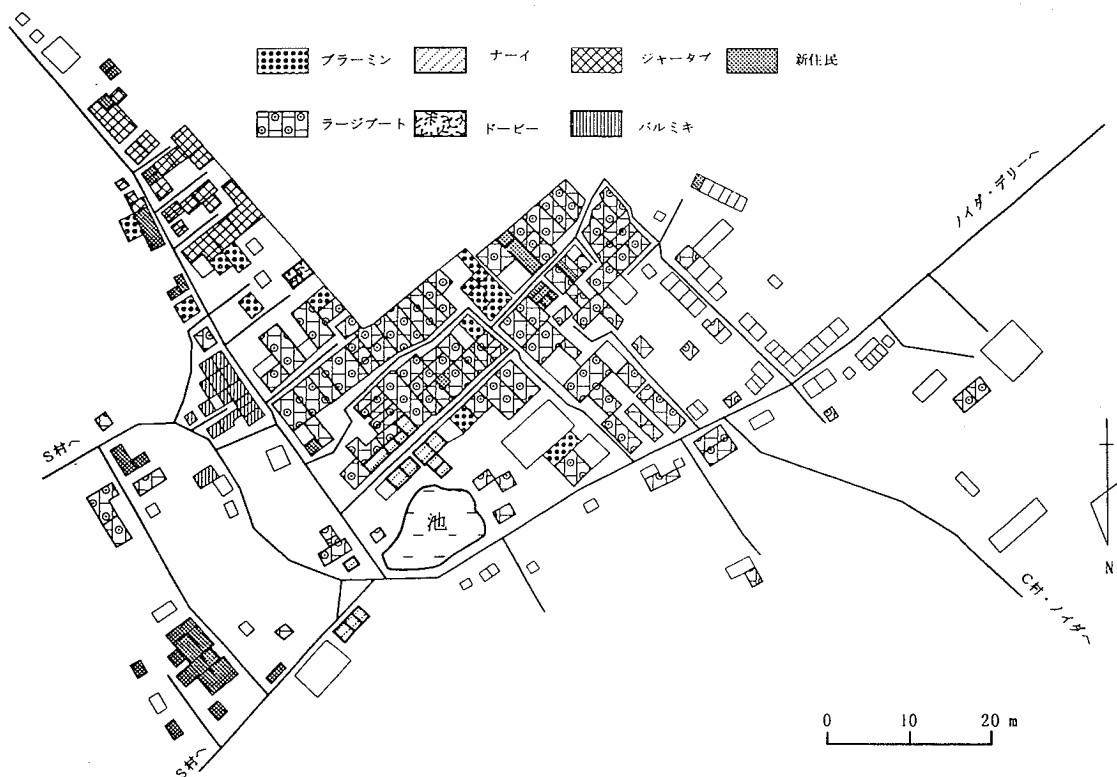 ブラーミン ナーイ ジャータブ 新住民
ラージプート ドービー バルミキ
ノイダ・デリーへ
S村へ
池
N
C村・ノイダへ
0 10 20 m
S村へ